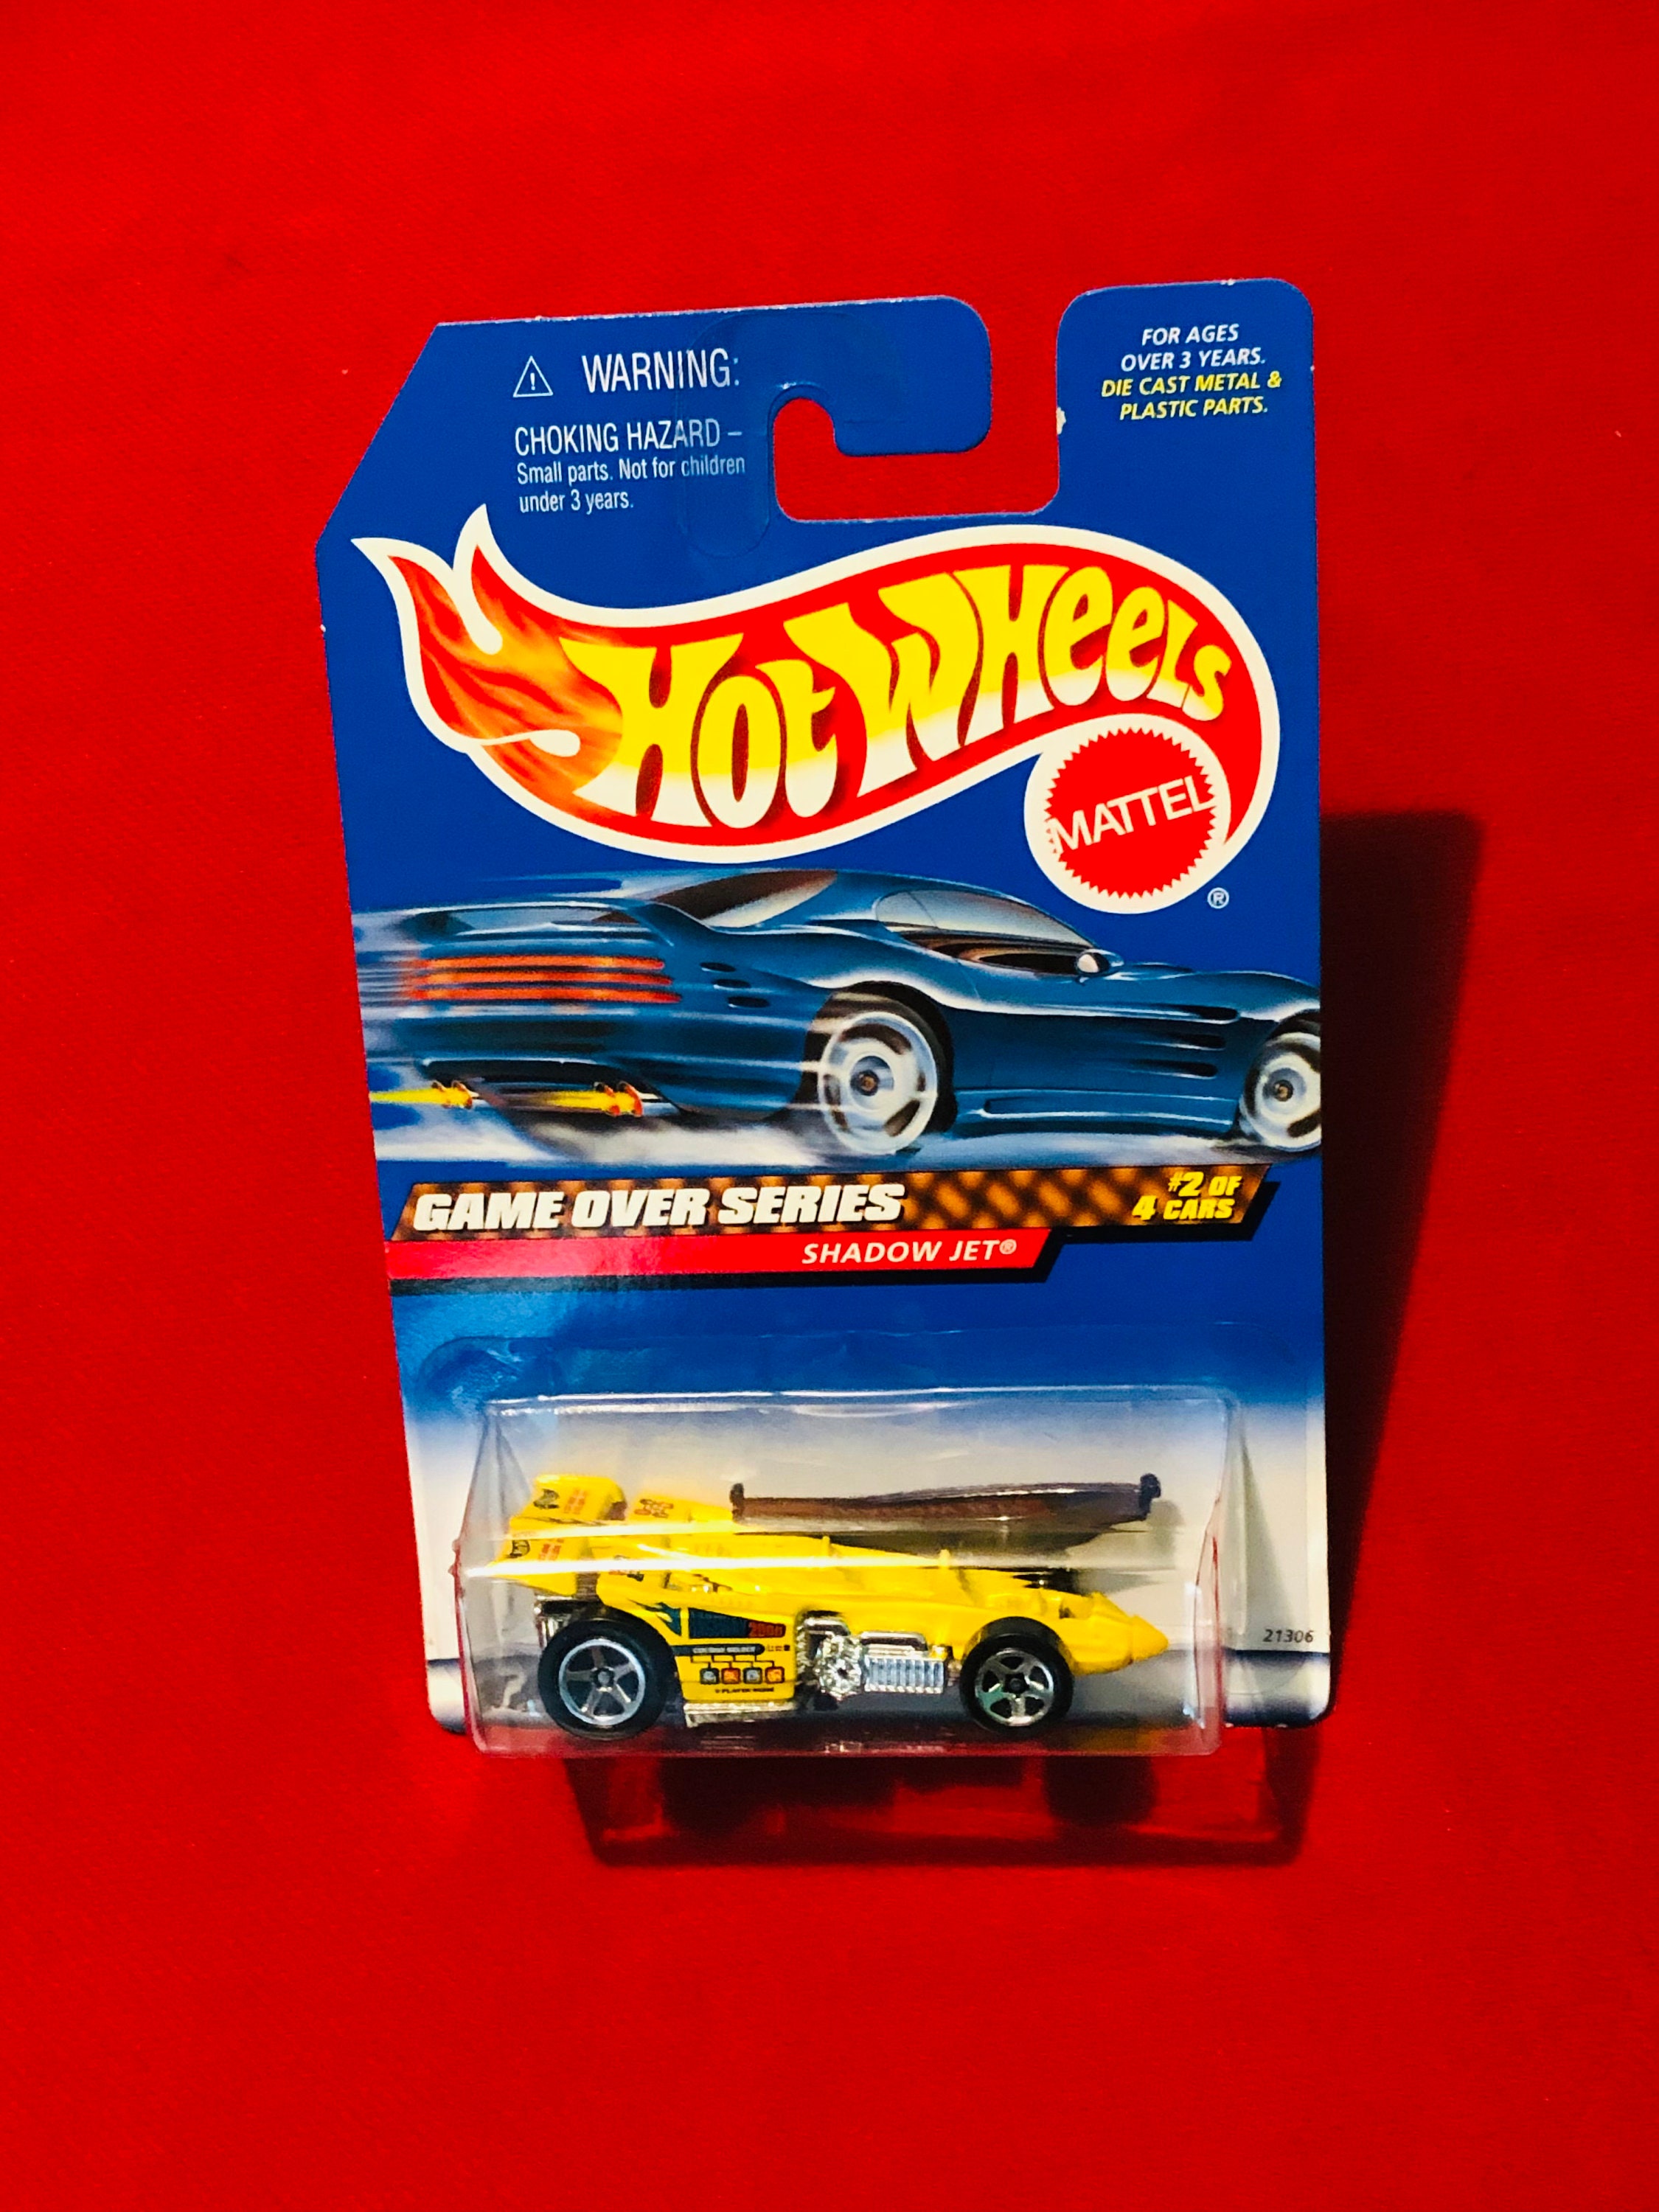 WARNING:
CHOKING HAZARD –
Small parts. Not for children
under 3 years.
FOR AGES
OVER 3 YEARS.
DIE CAST METAL &
PLASTIC PARTS.
HOT WHEELS
MATTEL
®
GAME OVER SERIES
#2 OF
4 CARS
SHADOW JET®
21306
2000